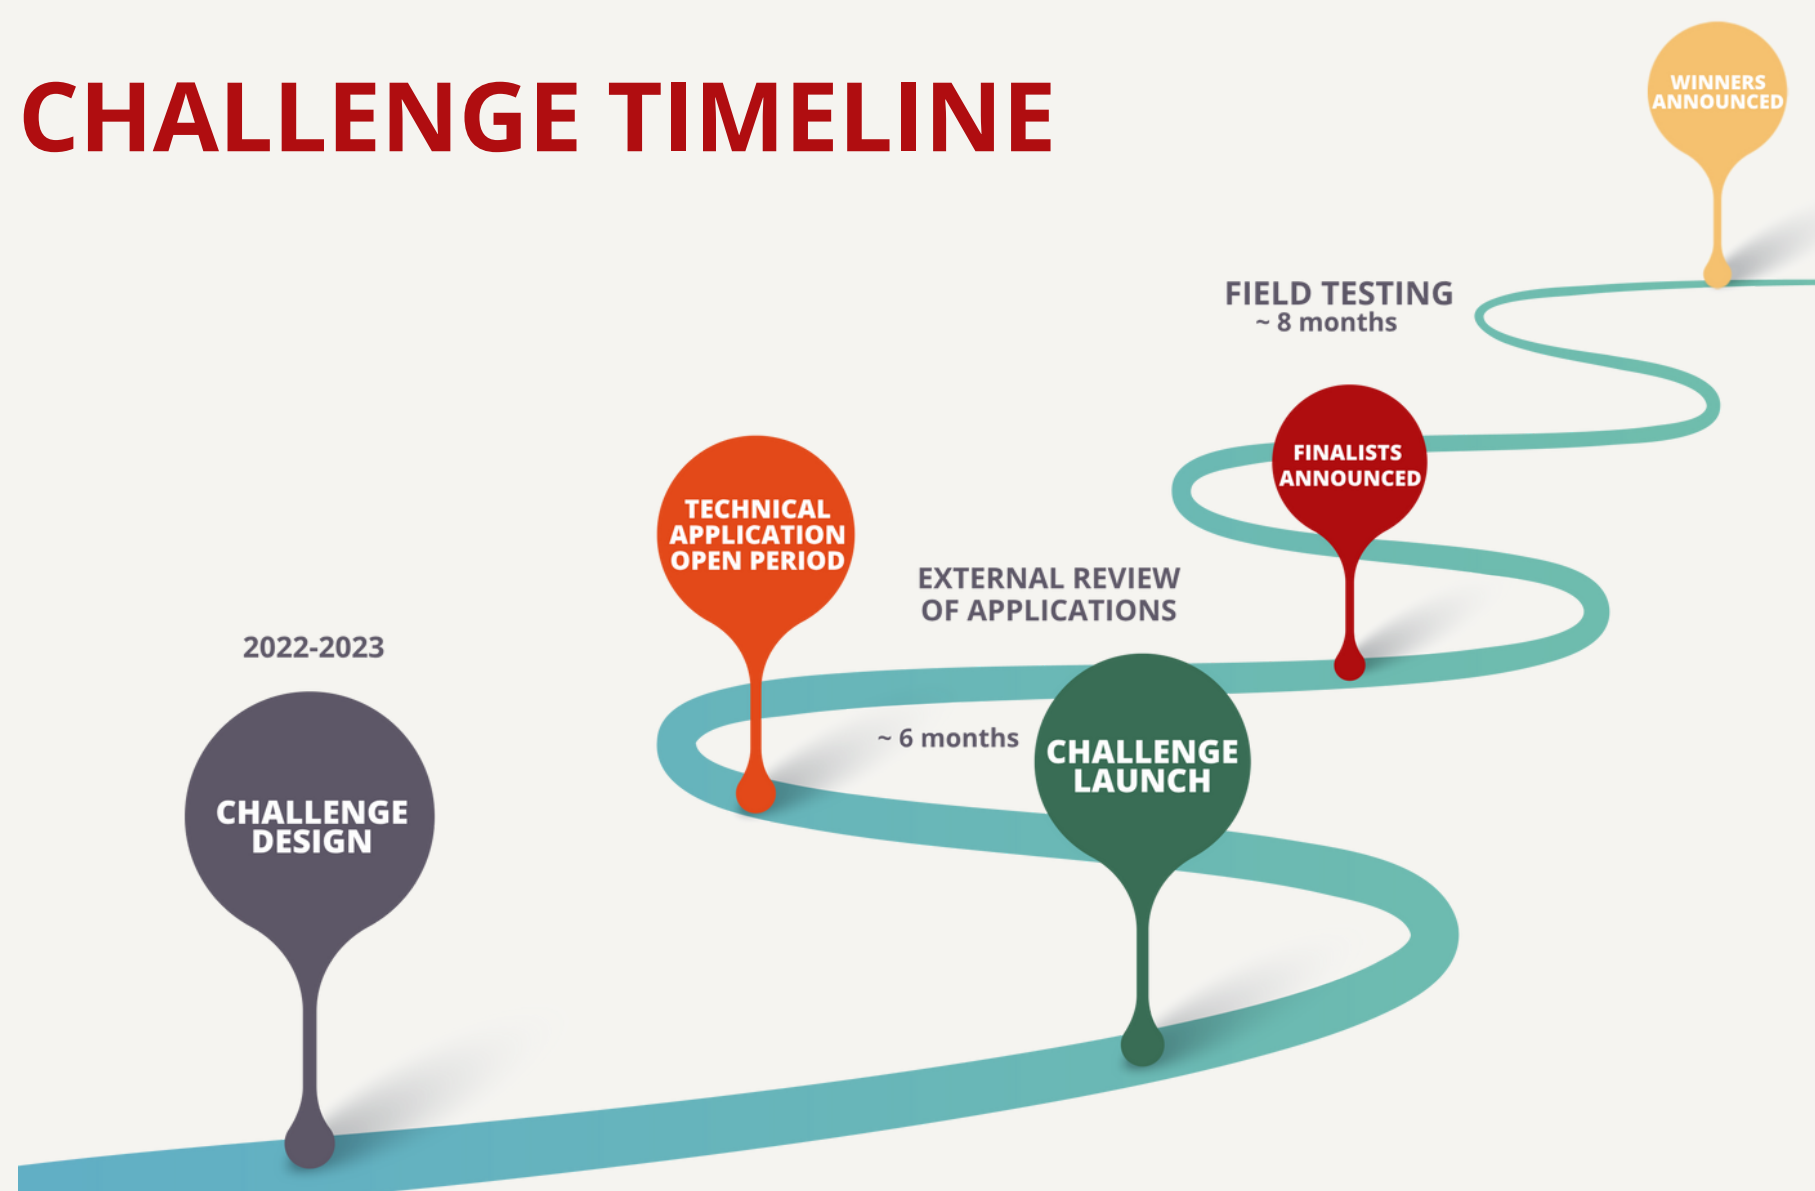 CHALLENGE TIMELINE
WINNERS
ANNOUNCED
FIELD TESTING
~ 8 months
FINALISTS
ANNOUNCED
TECHNICAL
APPLICATION
OPEN PERIOD
EXTERNAL REVIEW
OF APPLICATIONS
2022-2023
~ 6 months
CHALLENGE
LAUNCH
CHALLENGE
DESIGN